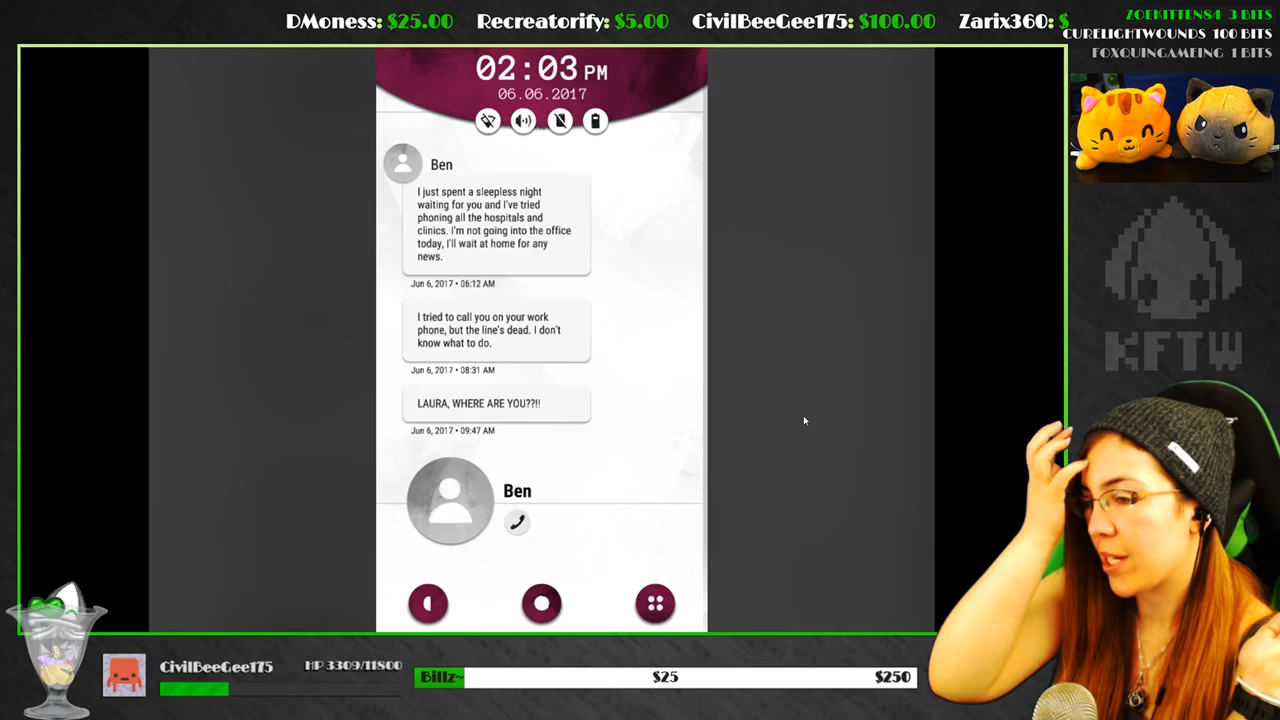 DMoness: $25.00 Recreatorify: $5.00 CivilBeeGee175: $100.00 Zarix360: $
ZOEKITTENS4 3 BITS
CURELIGHTWOUNDS 100 BITS
FOXQUINGAMEING 1 BITS
02:03 PM
06.06.2017
Ben
I just spent a sleepless night
waiting for you and I've tried
phoning all the hospitals and
clinics. I'm not going into the office
today, I'll wait at home for any
news.
Jun 6, 2017 • 06:12 AM
I tried to call you on your work
phone, but the line's dead. I don't
know what to do.
Jun 6, 2017 • 08:31 AM
LAURA, WHERE ARE YOU??!!
Jun 6, 2017 • 09:47 AM
Ben
KFTW
CivilBeeGee175 HP 3309/11800
Billz~ $25 $250